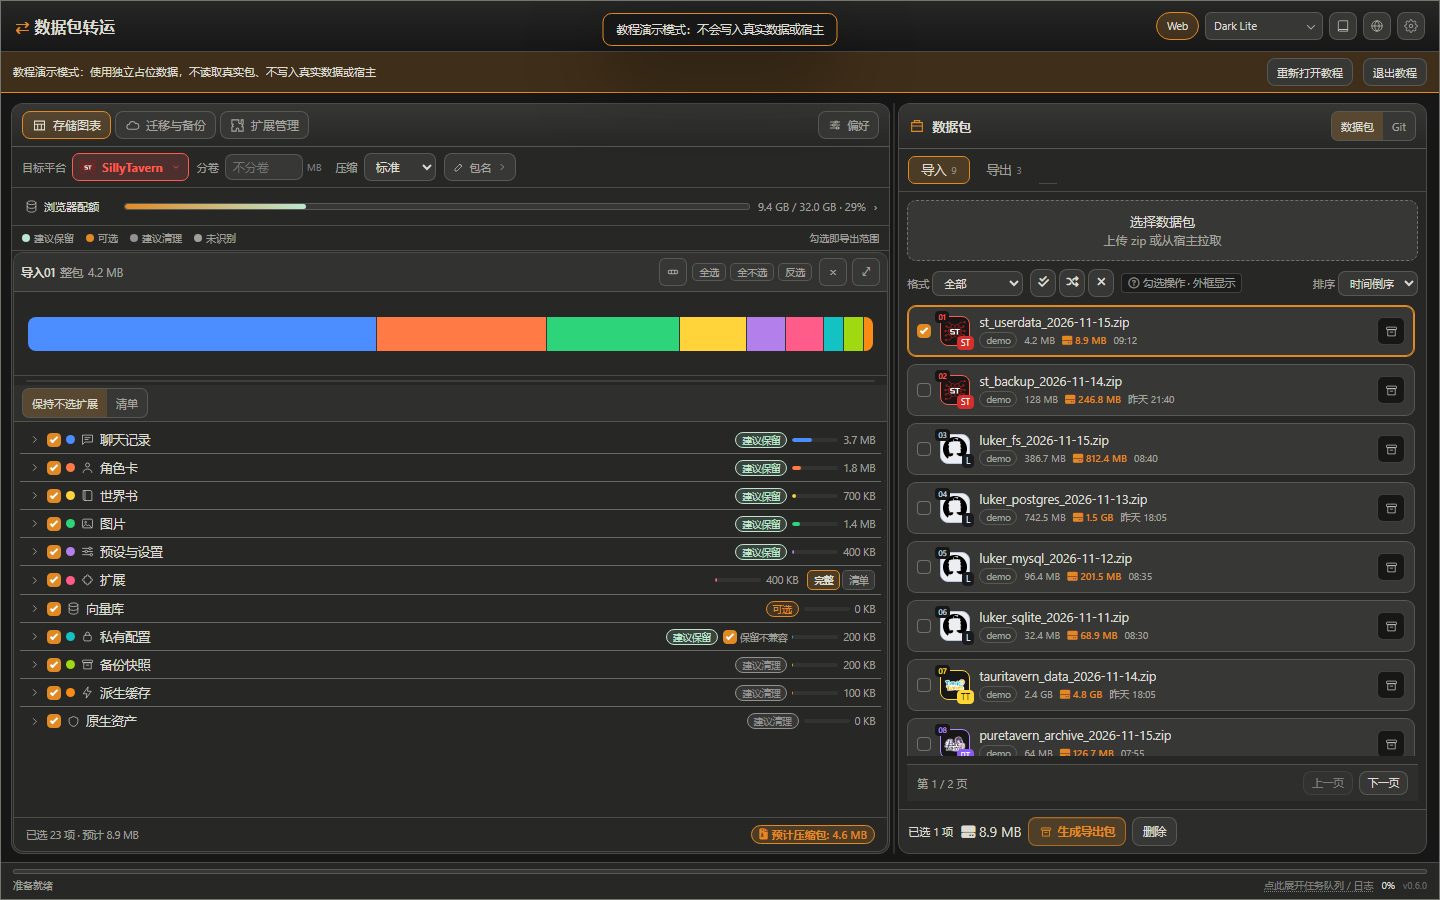 数据包转运
教程演示模式：不会写入真实数据或宿主
Web
Dark Lite
教程演示模式：使用独立占位数据，不读取真实包、不写入真实数据或宿主
重新打开教程
退出教程
存储图表
迁移与备份
扩展管理
偏好
目标平台
ST SillyTavern
分卷
不分卷
MB
压缩
标准
包名
浏览器配额
9.4 GB / 32.0 GB · 29%
建议保留
可选
建议清理
未识别
勾选即导出范围
导入01 整包 4.2 MB
全选
全不选
反选
保持不选扩展
清单
聊天记录 建议保留 3.7 MB
角色卡 建议保留 1.8 MB
世界书 建议保留 700 KB
图片 建议保留 1.4 MB
预设与设置 建议保留 400 KB
扩展 400 KB 完整 清单
向量库 可选 0 KB
私有配置 建议保留 保留不兼容 200 KB
备份快照 建议清理 200 KB
派生缓存 建议清理 100 KB
原生资产 建议清理 0 KB
已选 23 项 · 预计 8.9 MB
预计压缩包: 4.6 MB
数据包
数据包
Git
导入 9
导出 3
选择数据包
上传 zip 或从宿主拉取
格式
全部
勾选操作 · 外框显示
排序
时间倒序
01 ST ST
st_userdata_2026-11-15.zip
demo 4.2 MB 8.9 MB 09:12
02 ST ST
st_backup_2026-11-14.zip
demo 128 MB 246.8 MB 昨天 21:40
03 L
luker_fs_2026-11-15.zip
demo 386.7 MB 812.4 MB 08:40
04 L
luker_postgres_2026-11-13.zip
demo 742.5 MB 1.5 GB 昨天 18:05
05 L
luker_mysql_2026-11-12.zip
demo 96.4 MB 201.5 MB 08:35
06 L
luker_sqlite_2026-11-11.zip
demo 32.4 MB 68.9 MB 08:30
07 TT
tauritavern_data_2026-11-14.zip
demo 2.4 GB 4.8 GB 昨天 18:05
08 PT
puretavern_archive_2026-11-15.zip
demo 64 MB 126.7 MB 07:55
第 1 / 2 页
上一页
下一页
已选 1 项 8.9 MB
生成导出包
删除
准备就绪
点此展开任务队列 / 日志 0% v0.6.0